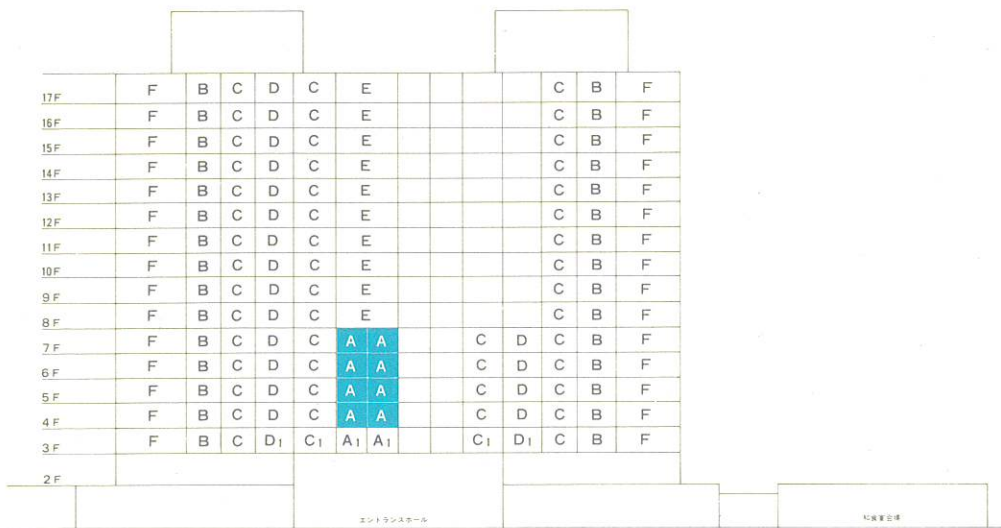 17F F B C D C E C B F
16F F B C D C E C B F
15F F B C D C E C B F
14F F B C D C E C B F
13F F B C D C E C B F
12F F B C D C E C B F
11F F B C D C E C B F
10F F B C D C E C B F
9F F B C D C E C B F
8F F B C D C E C B F
7F F B C D C A A C D C B F
6F F B C D C A A C D C B F
5F F B C D C A A C D C B F
4F F B C D C A A C D C B F
3F F B C D1 C1 A1 A1 C1 D1 C B F
2F
エントランスホール